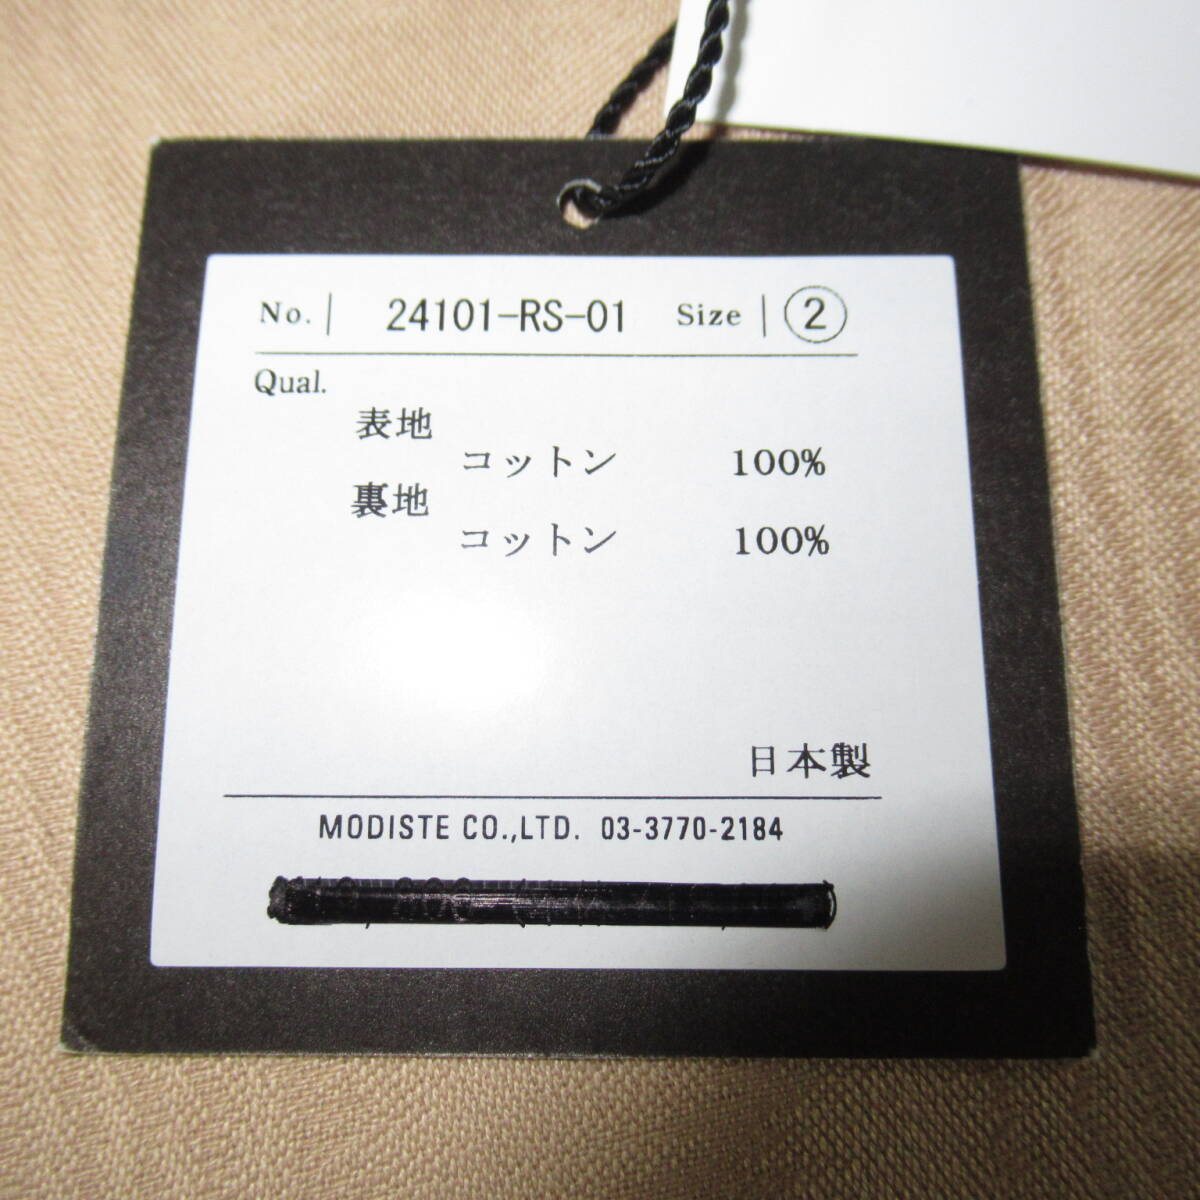 No. 24101-RS-01 Size ②
Qual.
表地
コットン 100%
裏地
コットン 100%
日本製
MODISTE CO.,LTD. 03-3770-2184